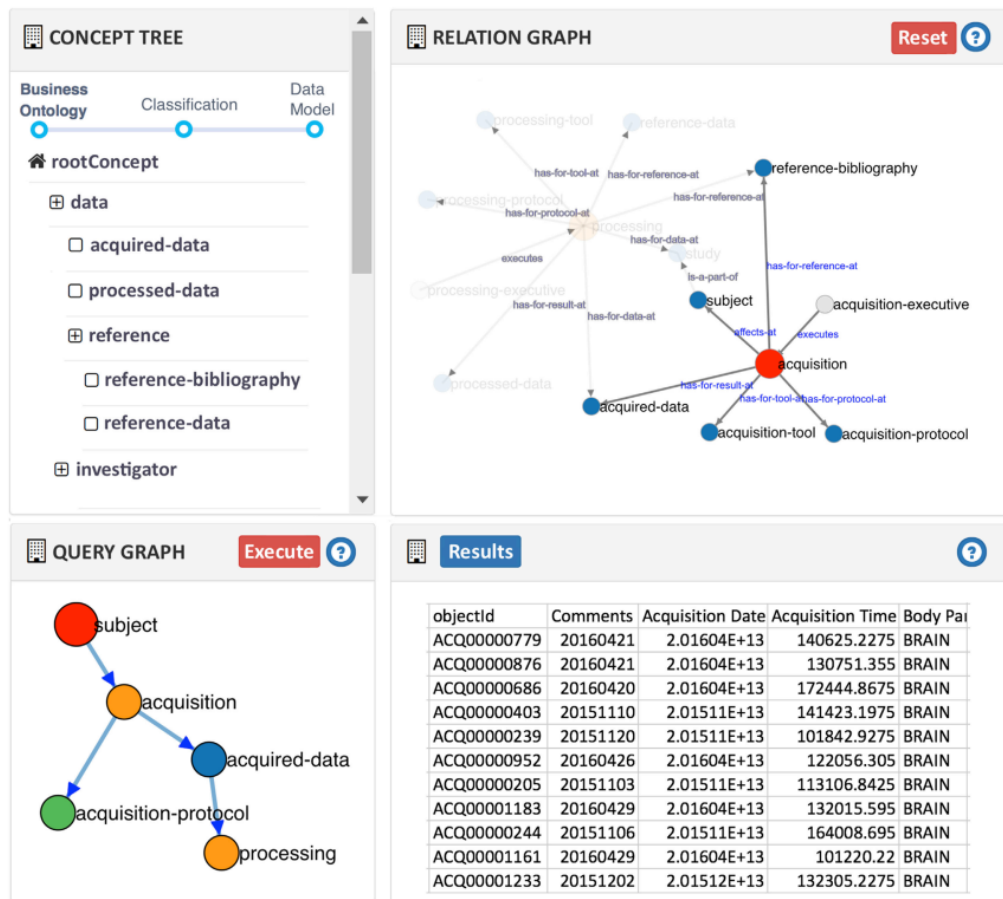 CONCEPT TREE
Business Ontology
Classification
Data Model
rootConcept
data
acquired-data
processed-data
reference
reference-bibliography
reference-data
investigator
RELATION GRAPH
Reset
?
processing-tool
reference-data
has-for-tool-at
has-for-reference-at
reference-bibliography
processing-protocol
has-for-reference-at
has-for-protocol-at
processing
has-for-data-at
study
executes
is-a-part-of
has-for-reference-at
processing-executive
has-for-result-at
subject
acquisition-executive
has-for-data-at
affects-at
executes
acquisition
processed-data
has-for-result-at
acquired-data
has-for-tool-at
has-for-protocol-at
acquisition-tool
acquisition-protocol
QUERY GRAPH
Execute
?
subject
acquisition
acquired-data
acquisition-protocol
processing
Results
?
objectId Comments Acquisition Date Acquisition Time Body Par
ACQ00000779 20160421 2.01604E+13 140625.2275 BRAIN
ACQ00000876 20160421 2.01604E+13 130751.355 BRAIN
ACQ00000686 20160420 2.01604E+13 172444.8675 BRAIN
ACQ00000403 20151110 2.01511E+13 141423.1975 BRAIN
ACQ00000239 20151120 2.01511E+13 101842.9275 BRAIN
ACQ00000952 20160426 2.01604E+13 122056.305 BRAIN
ACQ00000205 20151103 2.01511E+13 113106.8425 BRAIN
ACQ00001183 20160429 2.01604E+13 132015.595 BRAIN
ACQ00000244 20151106 2.01511E+13 164008.695 BRAIN
ACQ00001161 20160429 2.01604E+13 101220.22 BRAIN
ACQ00001233 20151202 2.01512E+13 132305.2275 BRAIN